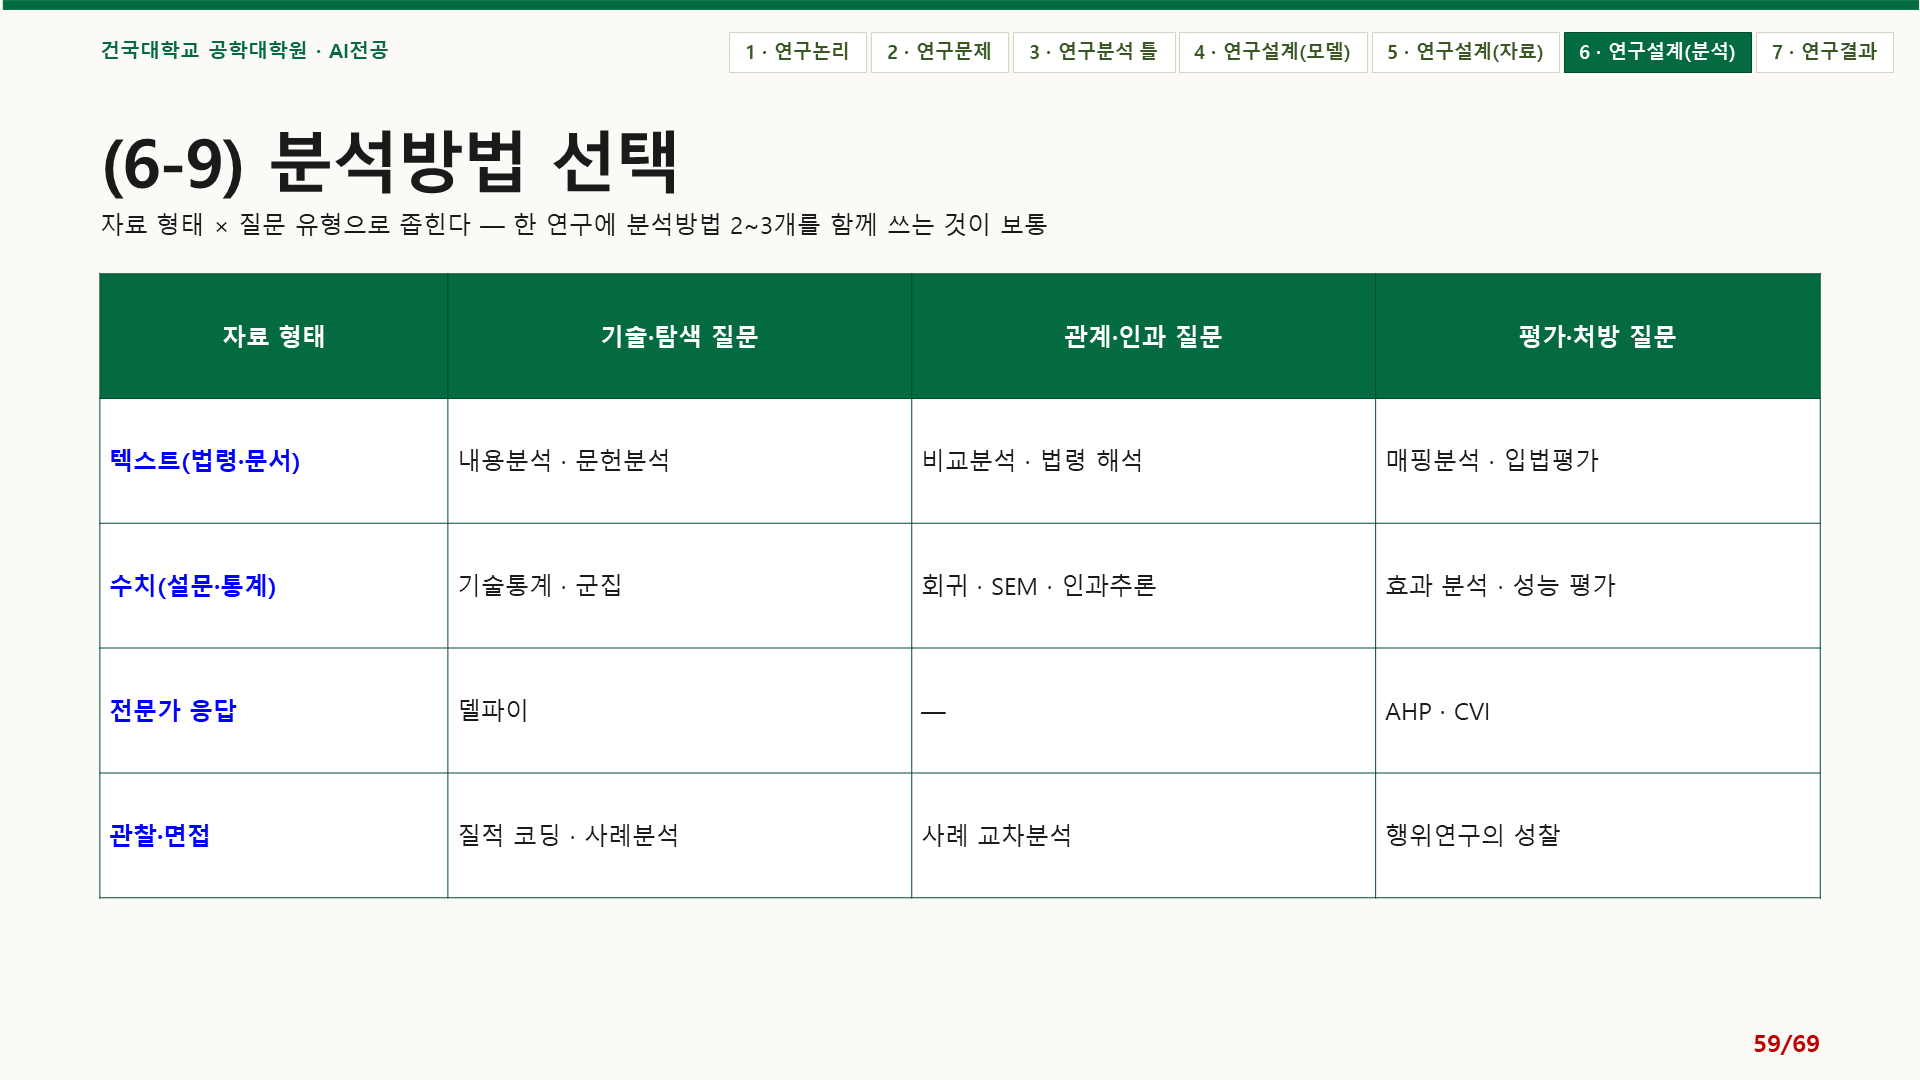 건국대학교 공학대학원 · AI전공
1 · 연구논리
2 · 연구문제
3 · 연구분석 틀
4 · 연구설계(모델)
5 · 연구설계(자료)
6 · 연구설계(분석)
7 · 연구결과
(6-9) 분석방법 선택
자료 형태 × 질문 유형으로 좁힌다 — 한 연구에 분석방법 2~3개를 함께 쓰는 것이 보통
자료 형태
기술·탐색 질문
관계·인과 질문
평가·처방 질문
텍스트(법령·문서)
내용분석 · 문헌분석
비교분석 · 법령 해석
매핑분석 · 입법평가
수치(설문·통계)
기술통계 · 군집
회귀 · SEM · 인과추론
효과 분석 · 성능 평가
전문가 응답
델파이
—
AHP · CVI
관찰·면접
질적 코딩 · 사례분석
사례 교차분석
행위연구의 성찰
59/69